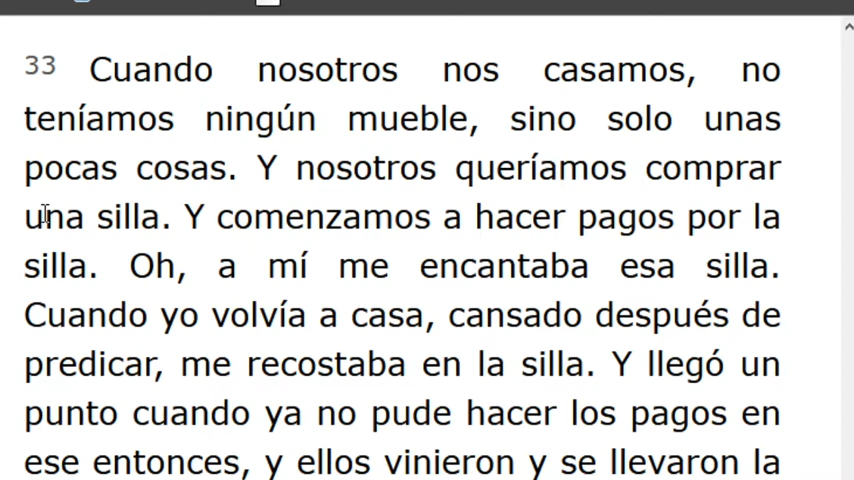 33 Cuando nosotros nos casamos, no
teníamos ningún mueble, sino solo unas
pocas cosas. Y nosotros queríamos comprar
una silla. Y comenzamos a hacer pagos por la
silla. Oh, a mí me encantaba esa silla.
Cuando yo volvía a casa, cansado después de
predicar, me recostaba en la silla. Y llegó un
punto cuando ya no pude hacer los pagos en
ese entonces, y ellos vinieron y se llevaron la